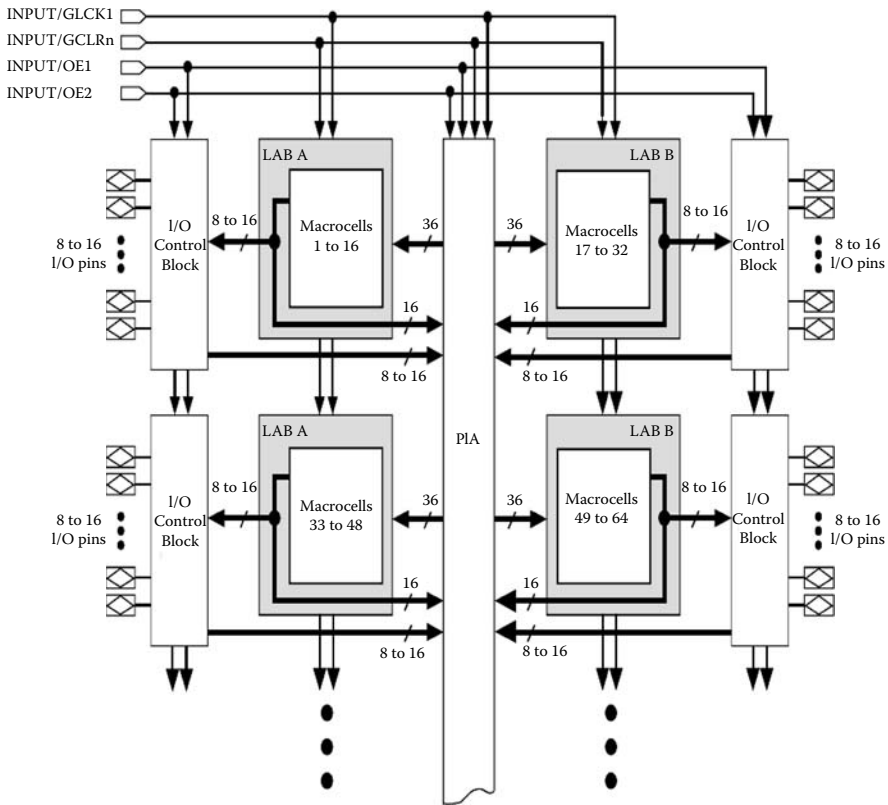 INPUT/GLCK1
INPUT/GCLRn
INPUT/OE1
INPUT/OE2
LAB A
LAB B
I/O
Control
Block
8 to 16
Macrocells
1 to 16
36
36
Macrocells
17 to 32
8 to 16
I/O
Control
Block
8 to 16
I/O pins
8 to 16
I/O pins
16
16
8 to 16
8 to 16
LAB A
PIA
LAB B
I/O
Control
Block
8 to 16
Macrocells
33 to 48
36
36
Macrocells
49 to 64
8 to 16
I/O
Control
Block
8 to 16
I/O pins
8 to 16
I/O pins
16
16
8 to 16
8 to 16